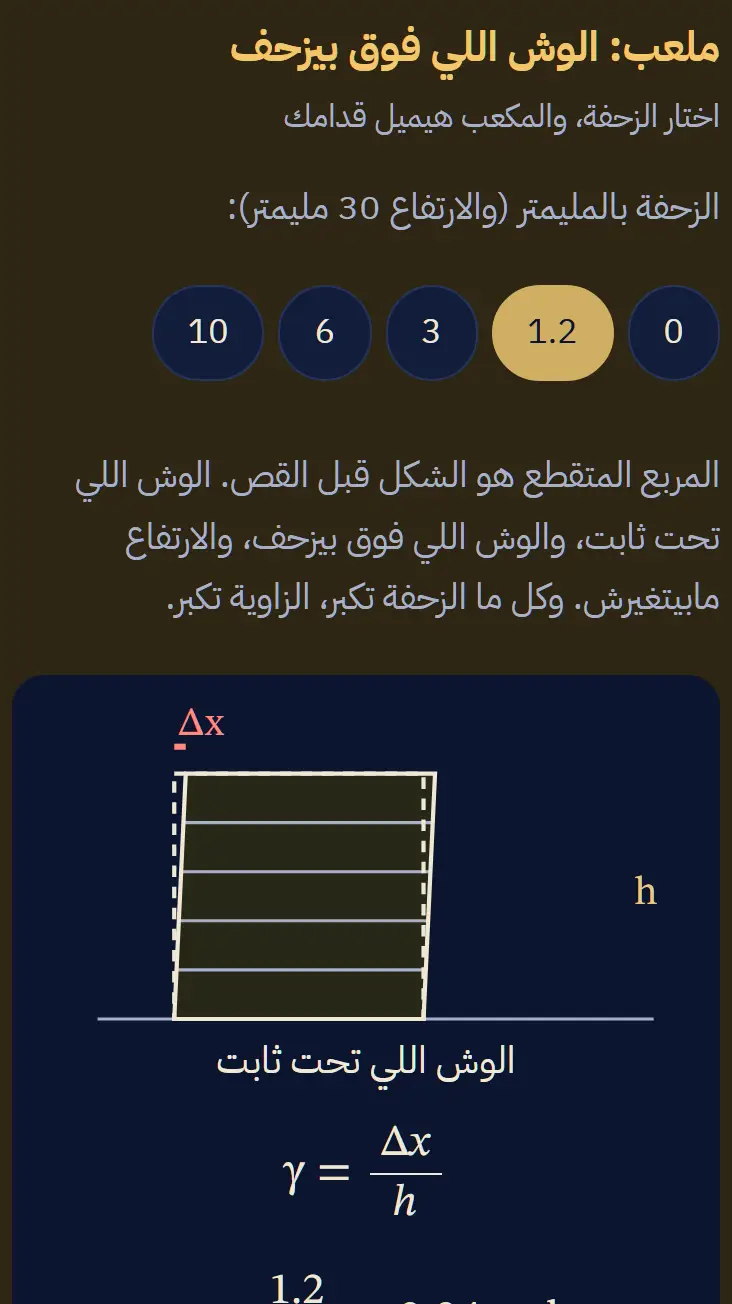 ملعب: الوش اللي فوق بيزحف
اختار الزحفة، والمكعب هيميل قدامك
الزحفة بالمليمتر (والارتفاع 30 مليمتر):
0 1.2 3 6 10
المربع المتقطع هو الشكل قبل القص. الوش اللي
تحت ثابت، والوش اللي فوق بيزحف، والارتفاع
مابيتغيرش. وكل ما الزحفة تكبر، الزاوية تكبر.
Δx
h
الوش اللي تحت ثابت
γ = Δx / h
1.2